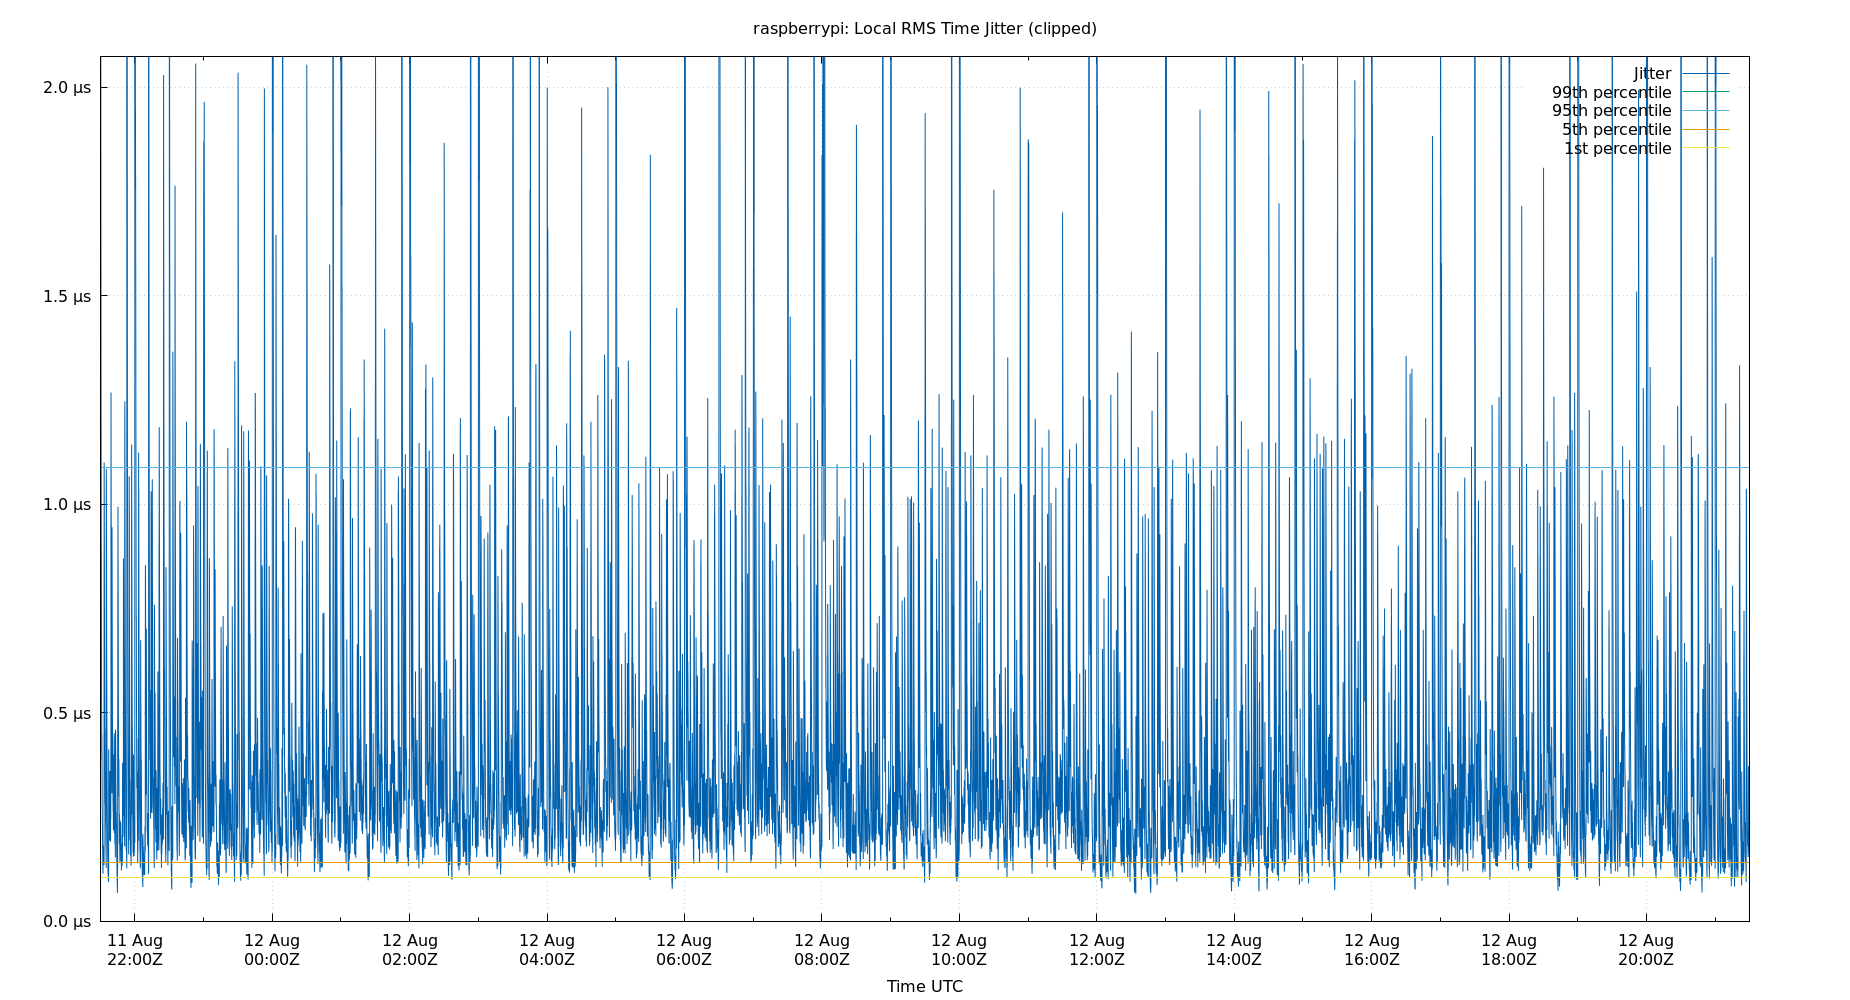 raspberrypi: Local RMS Time Jitter (clipped)
Jitter
99th percentile
95th percentile
5th percentile
1st percentile
2.0 µs
1.5 µs
1.0 µs
0.5 µs
0.0 µs
11 Aug 12 Aug 12 Aug 12 Aug 12 Aug 12 Aug 12 Aug 12 Aug 12 Aug 12 Aug 12 Aug 12 Aug
22:00Z 00:00Z 02:00Z 04:00Z 06:00Z 08:00Z 10:00Z 12:00Z 14:00Z 16:00Z 18:00Z 20:00Z
Time UTC